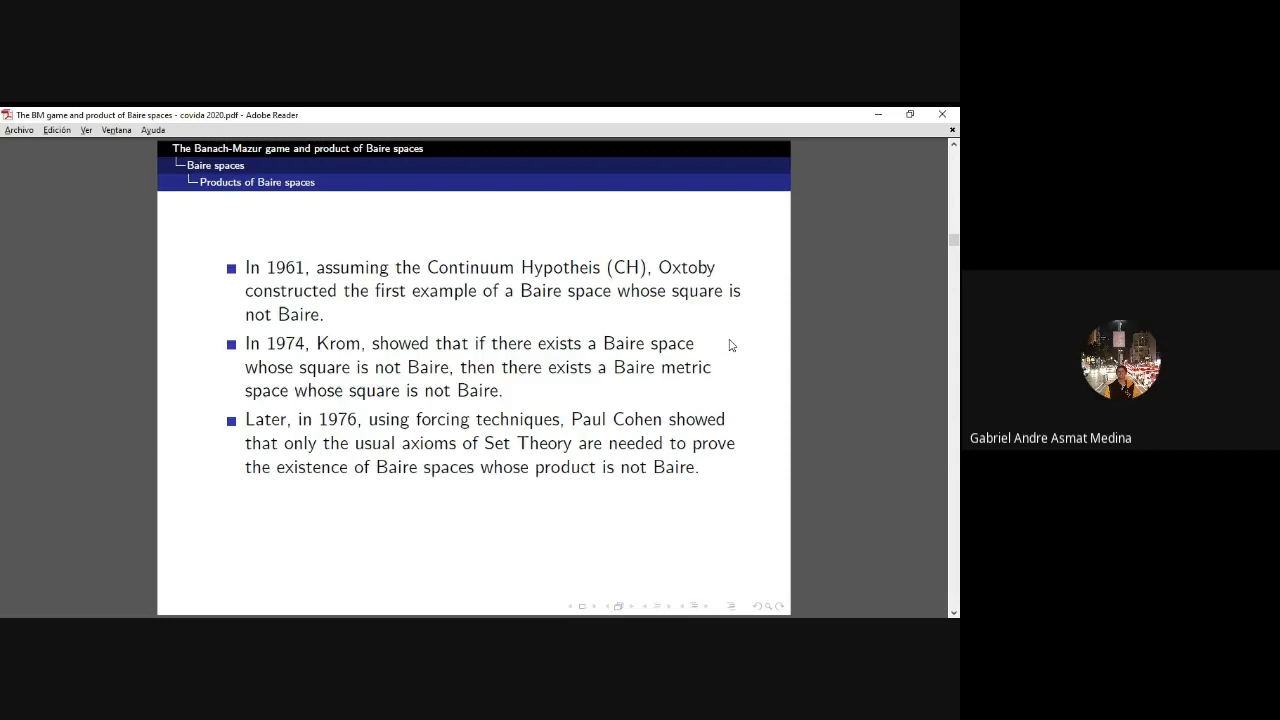 The BM game and product of Baire spaces - covida 2020.pdf - Adobe Reader
Archivo Edición Ver Ventana Ayuda
The Banach-Mazur game and product of Baire spaces
Baire spaces
Products of Baire spaces
In 1961, assuming the Continuum Hypotheis (CH), Oxtoby
constructed the first example of a Baire space whose square is
not Baire.
In 1974, Krom, showed that if there exists a Baire space
whose square is not Baire, then there exists a Baire metric
space whose square is not Baire.
Later, in 1976, using forcing techniques, Paul Cohen showed
that only the usual axioms of Set Theory are needed to prove
the existence of Baire spaces whose product is not Baire.
Gabriel Andre Asmat Medina